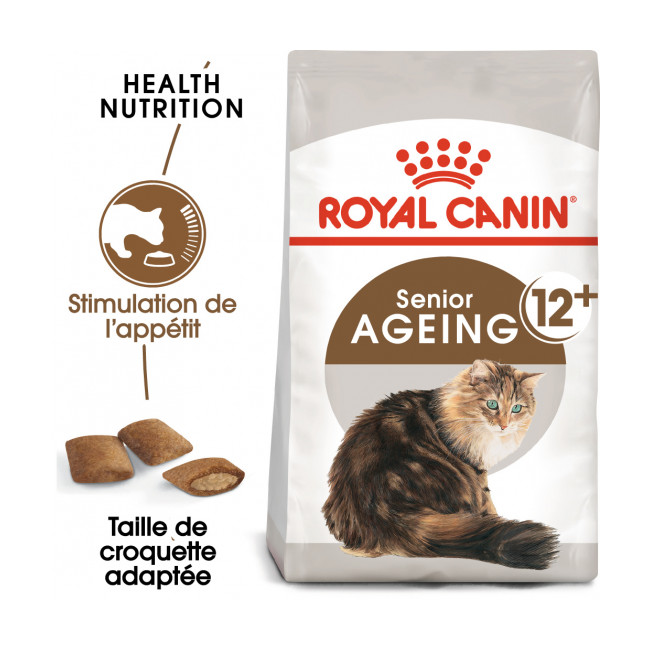 HEALTH
NUTRITION
Stimulation de
l'appétit
Taille de
croquette
adaptée
ROYAL CANIN®
Senior
AGEING
12+